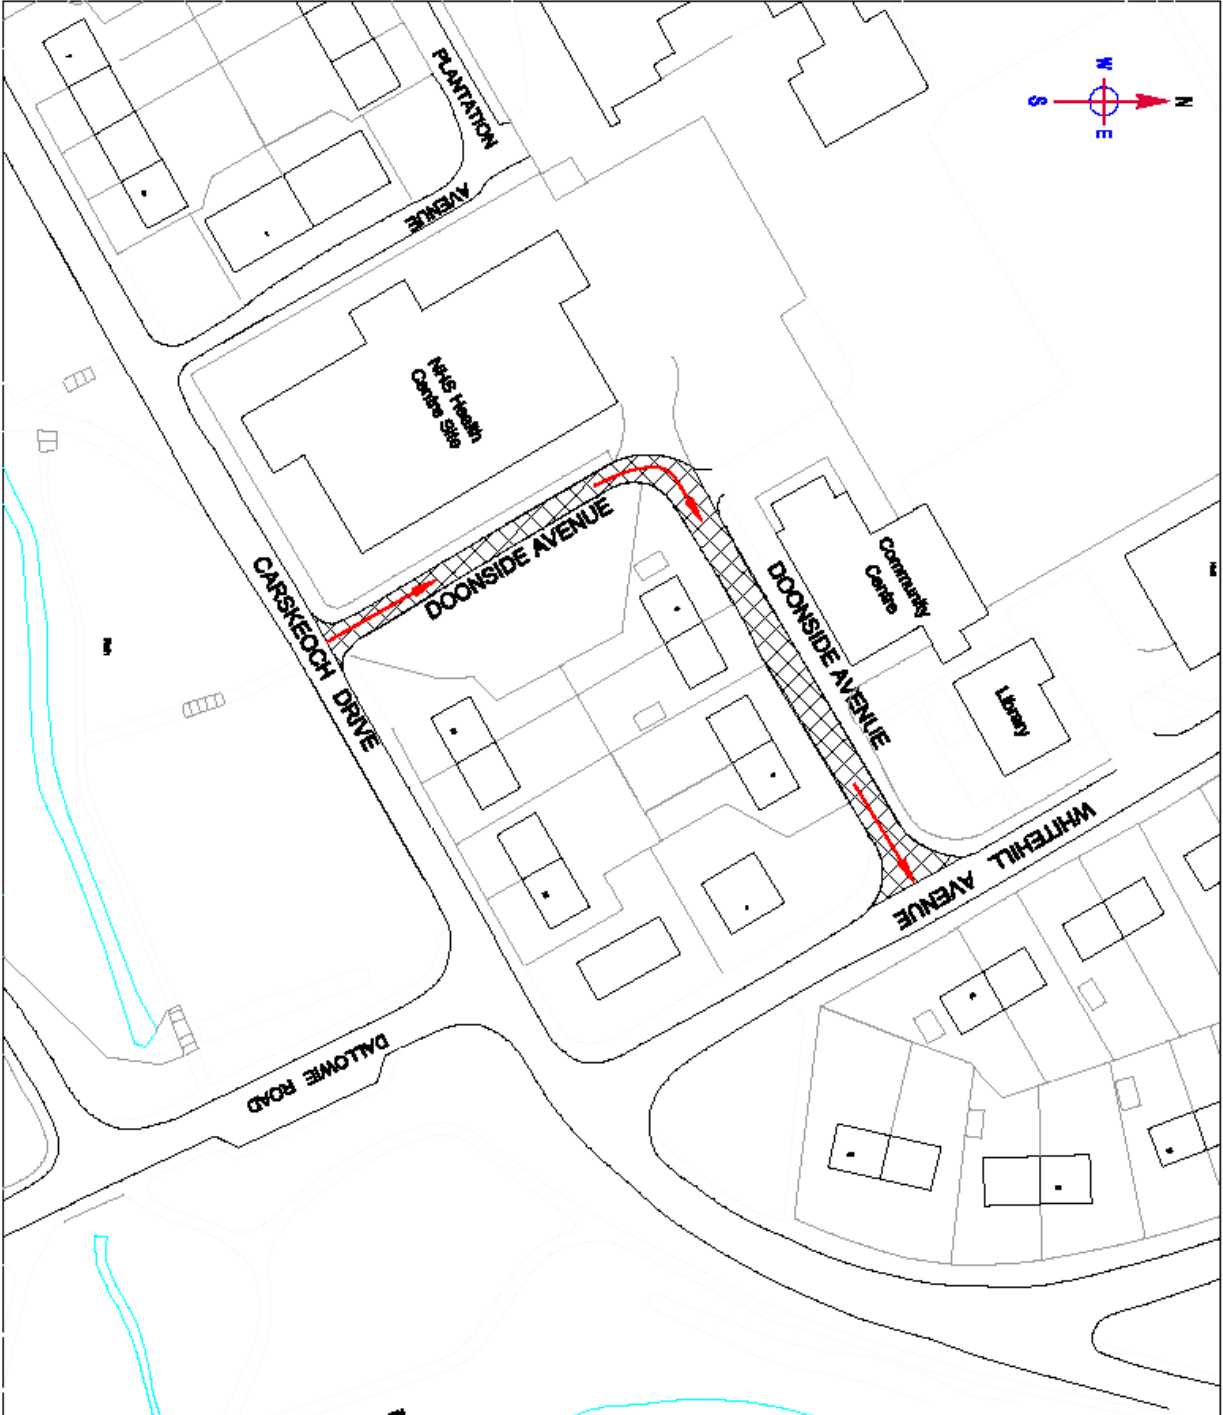 W
N
S
E
PLANTATION
AVENUE
NHS Health
Centre Site
DOONSIDE AVENUE
CARSKEOCH DRIVE
Community
Centre
DOONSIDE AVENUE
Library
WHITEHILL AVENUE
DALLOWIE ROAD
Path